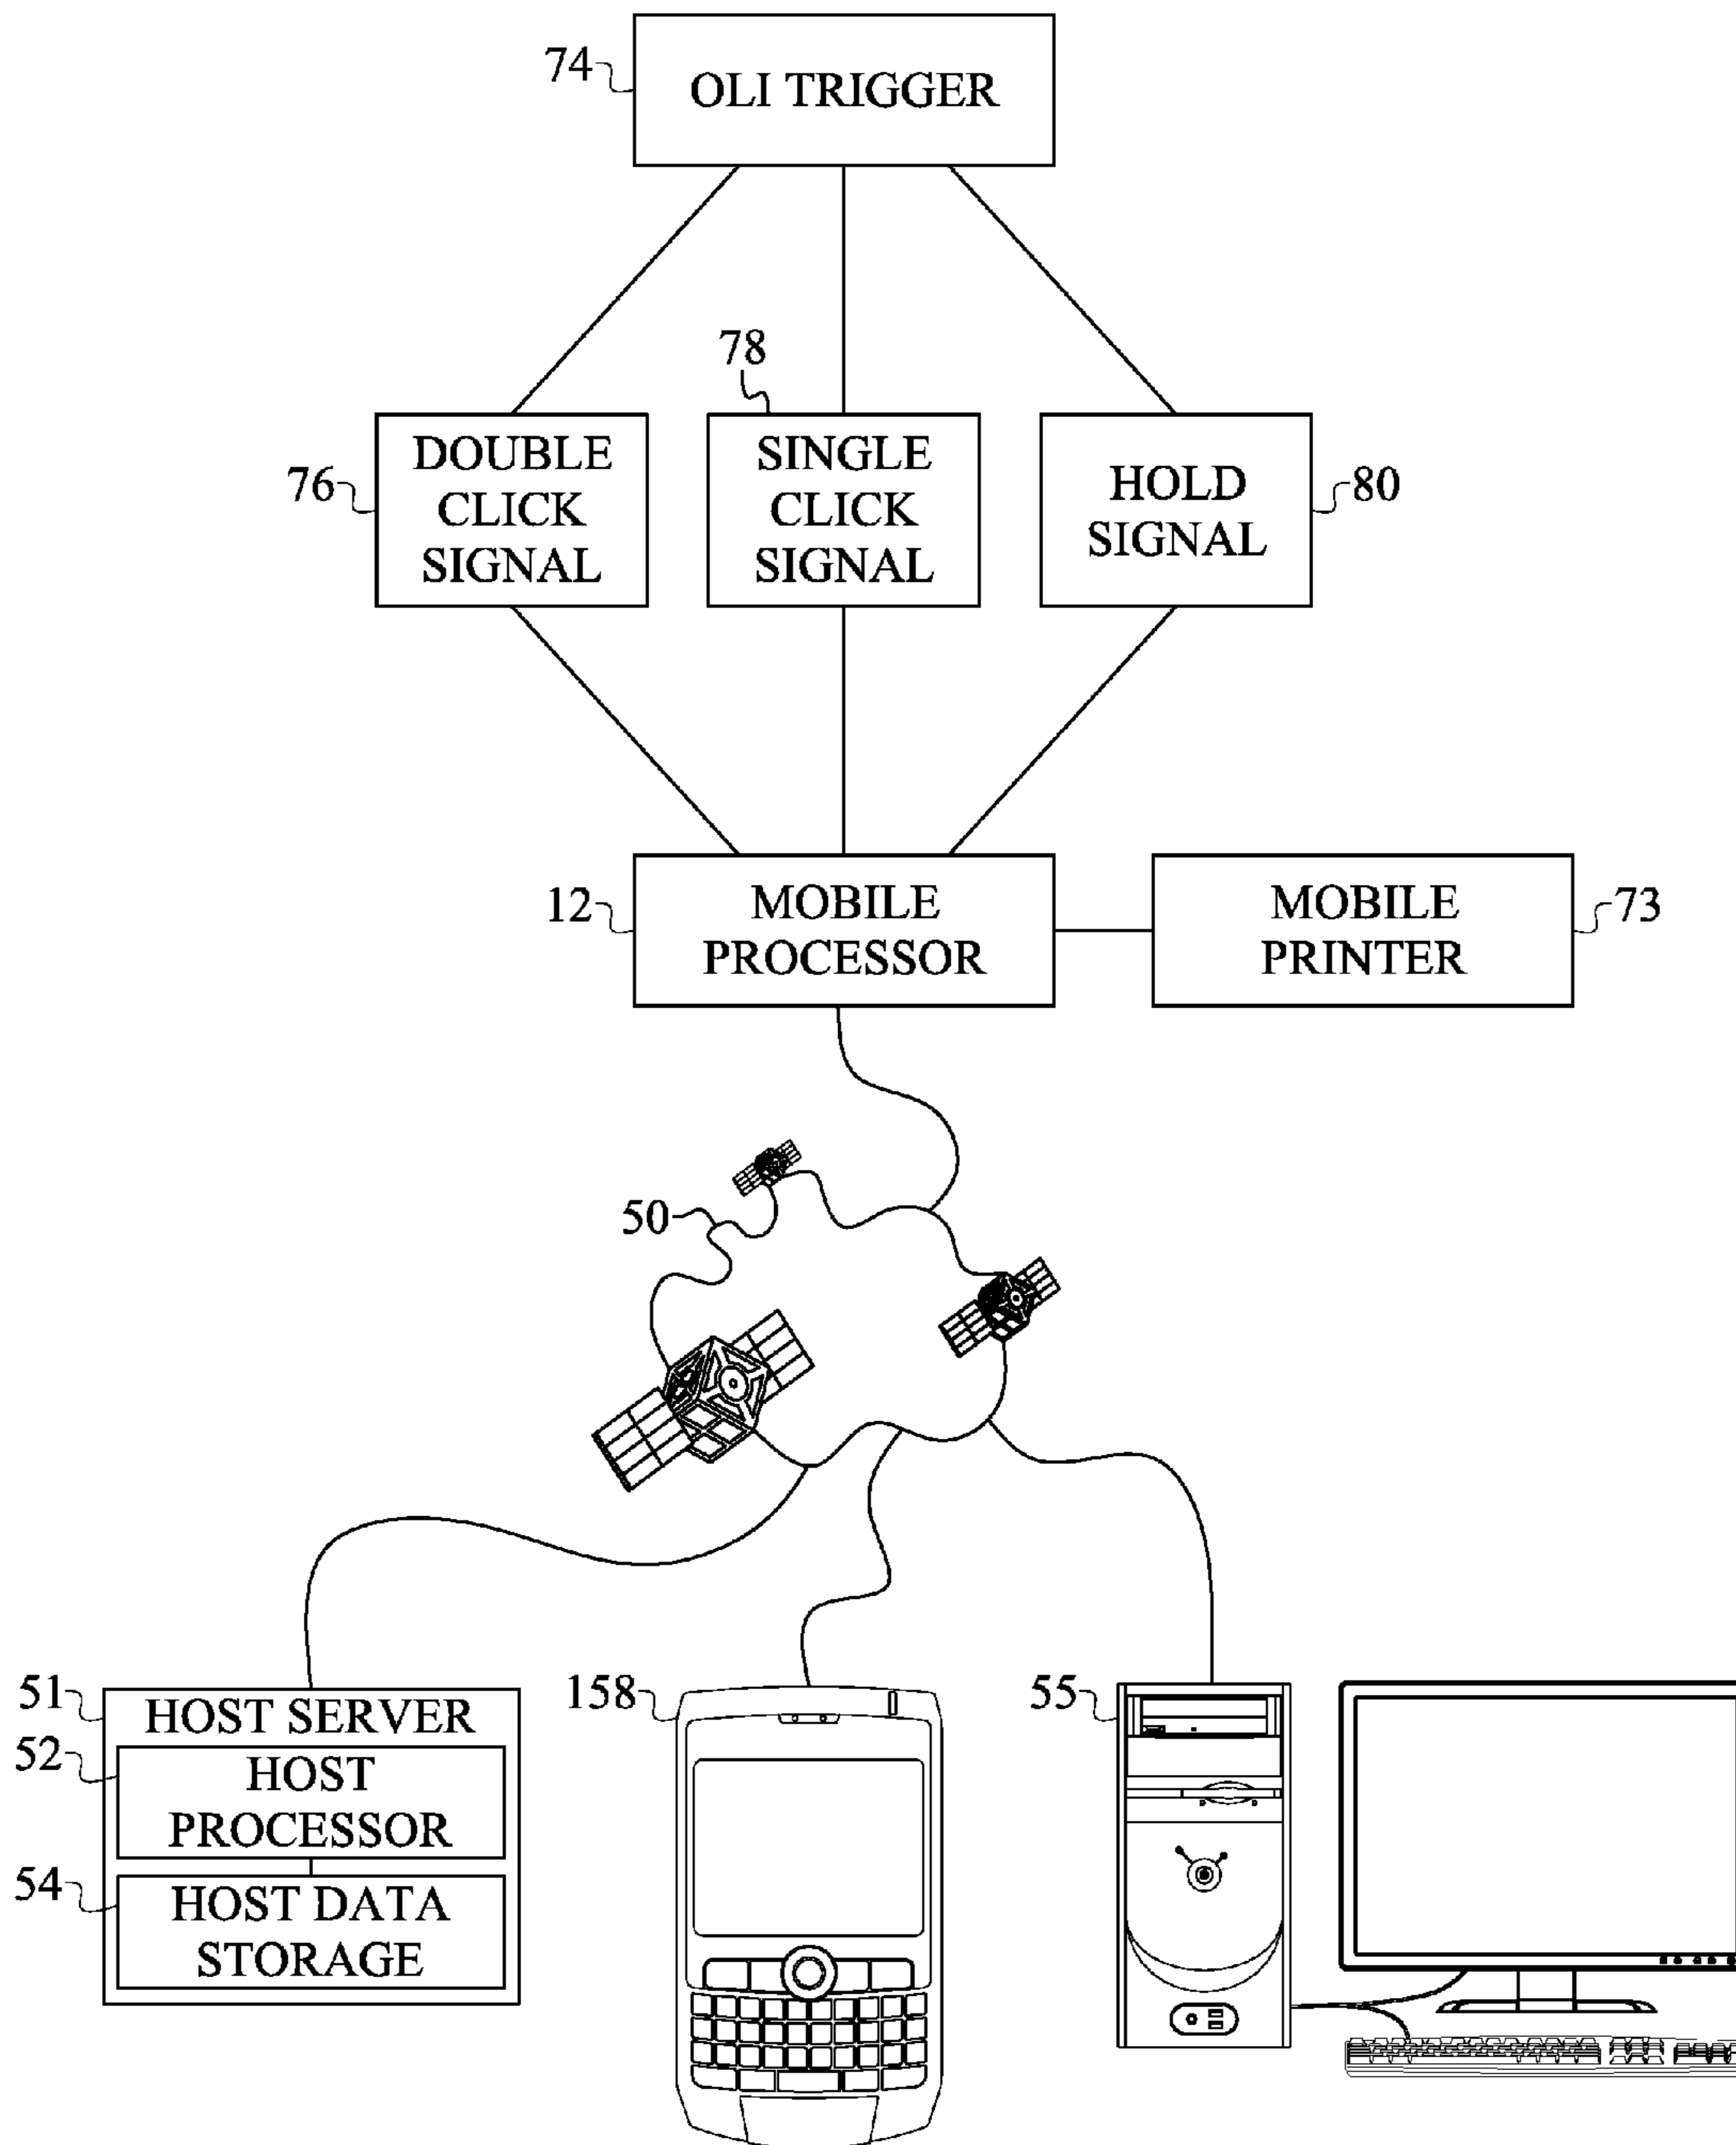 74
OLI TRIGGER
78
76
DOUBLE
CLICK
SIGNAL
SINGLE
CLICK
SIGNAL
HOLD
SIGNAL
80
12
MOBILE
PROCESSOR
MOBILE
PRINTER
73
50
51
HOST SERVER
52
HOST
PROCESSOR
54
HOST DATA
STORAGE
158
55